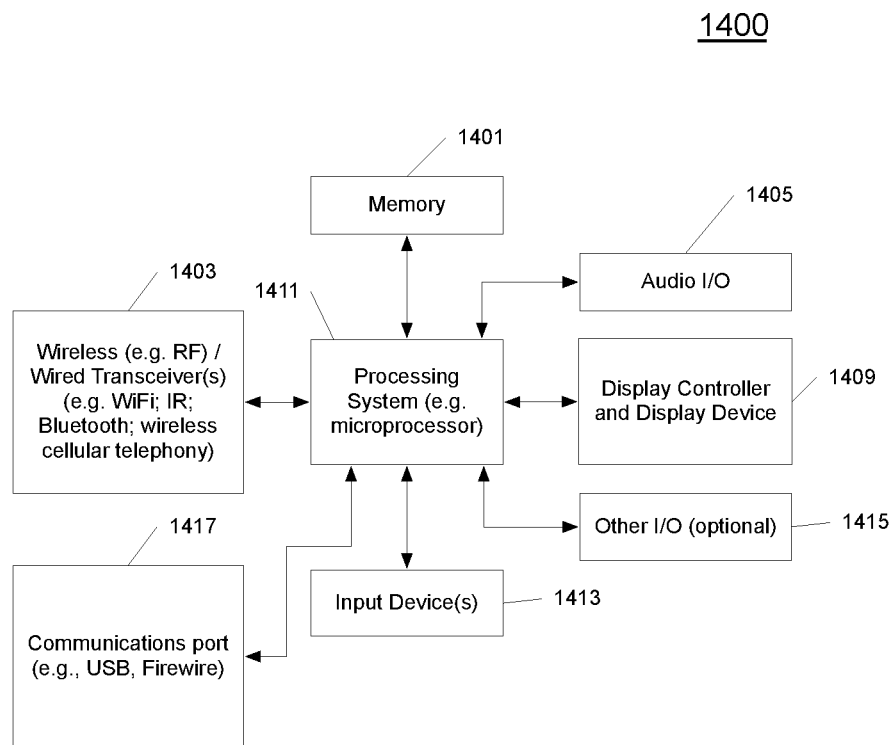 1400
1401
Memory
1405
Audio I/O
1403
1411
Wireless (e.g. RF) /
Wired Transceiver(s)
(e.g. WiFi; IR;
Bluetooth; wireless
cellular telephony)
Processing
System (e.g.
microprocessor)
Display Controller
and Display Device
1409
1417
Other I/O (optional)
1415
Input Device(s)
1413
Communications port
(e.g., USB, Firewire)